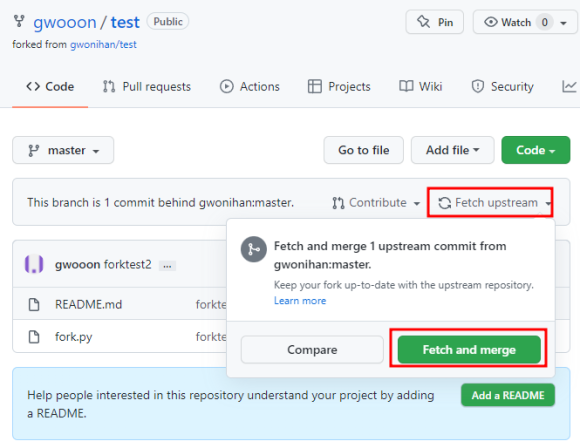 gwooon / test Public
Pin
Watch 0
forked from gwonihan/test
Code
Pull requests
Actions
Projects
Wiki
Security
master
Go to file
Add file
Code
This branch is 1 commit behind gwonihan:master.
Contribute
Fetch upstream
Fetch and merge 1 upstream commit from
gwonihan:master.
Keep your fork up-to-date with the upstream repository.
Learn more
Compare
Fetch and merge
gwooon forktest2 ...
README.md
forkte
fork.py
forkte
Help people interested in this repository understand your project by adding
a README.
Add a README